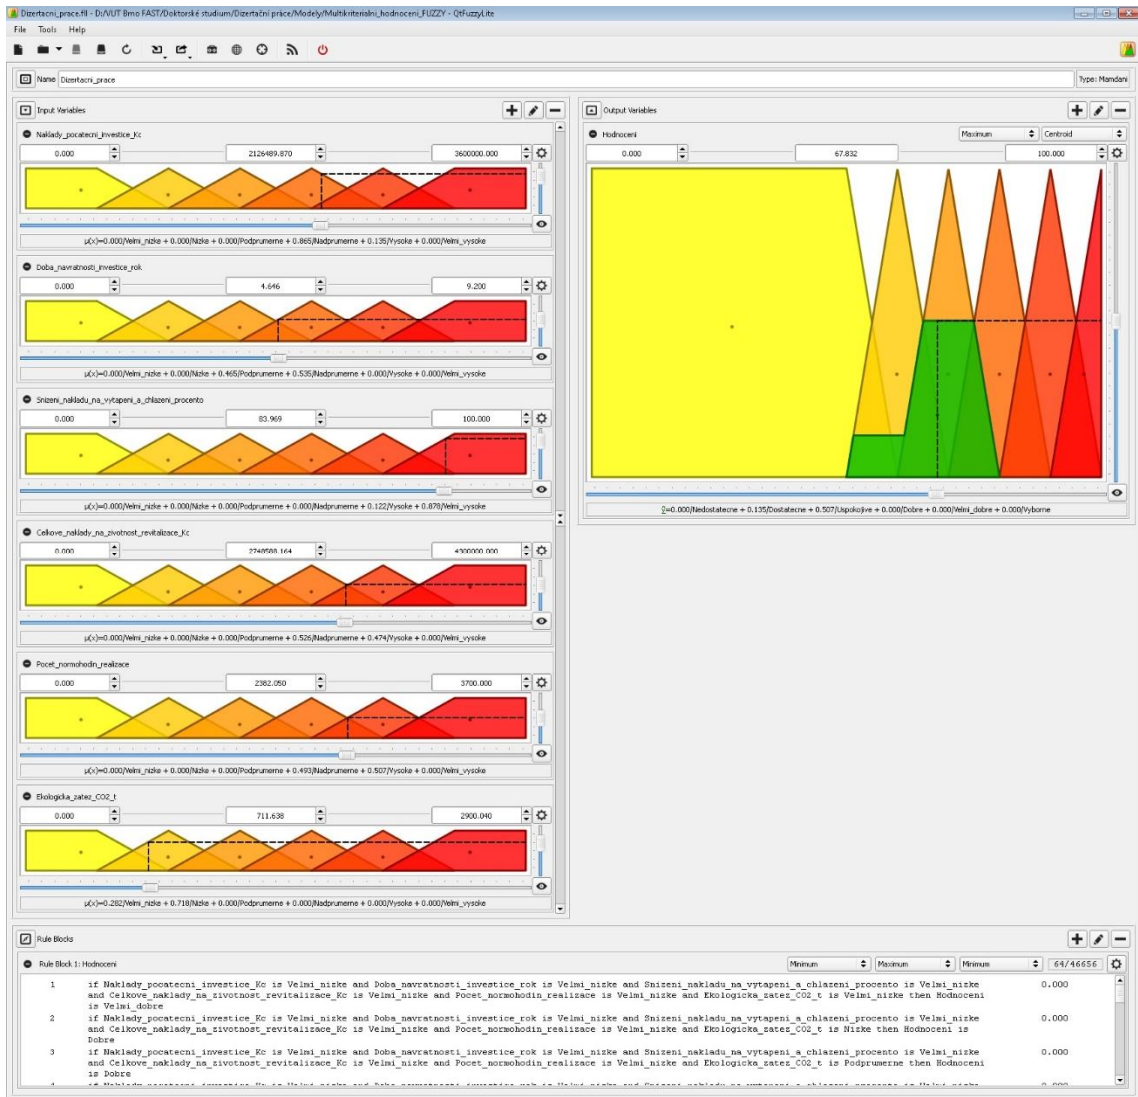 Dizertacni_prace.fll - D:/VUT Brno FAST/Doktorské studium/Dizertační práce/Modely/Multikriterialni_hodnoceni_FUZZY - QtFuzzyLite
File Tools Help
Name Dizertacni_prace Type: Mamdani
Input Variables
Naklady_pocatecni_investice_Kc
0.000 2126489.870 3600000.000
μ(x)=0.000/Velmi_nizke + 0.000/Nizke + 0.000/Podprumerne + 0.865/Nadprumerne + 0.135/Vysoke + 0.000/Velmi_vysoke
Doba_navratnosti_investice_rok
0.000 4.646 9.200
μ(x)=0.000/Velmi_nizke + 0.000/Nizke + 0.465/Podprumerne + 0.535/Nadprumerne + 0.000/Vysoke + 0.000/Velmi_vysoke
Snizeni_nakladu_na_vytapeni_a_chlazeni_procento
0.000 83.969 100.000
μ(x)=0.000/Velmi_nizke + 0.000/Nizke + 0.000/Podprumerne + 0.000/Nadprumerne + 0.122/Vysoke + 0.878/Velmi_vysoke
Celkove_naklady_na_zivotnost_revitalizace_Kc
0.000 2748588.164 4300000.000
μ(x)=0.000/Velmi_nizke + 0.000/Nizke + 0.000/Podprumerne + 0.526/Nadprumerne + 0.474/Vysoke + 0.000/Velmi_vysoke
Pocet_normohodin_realizace
0.000 2382.050 3700.000
μ(x)=0.000/Velmi_nizke + 0.000/Nizke + 0.000/Podprumerne + 0.493/Nadprumerne + 0.507/Vysoke + 0.000/Velmi_vysoke
Ekologicka_zatez_CO2_t
0.000 711.638 2900.040
μ(x)=0.282/Velmi_nizke + 0.718/Nizke + 0.000/Podprumerne + 0.000/Nadprumerne + 0.000/Vysoke + 0.000/Velmi_vysoke
Output Variables
Hodnoceni Maximum Centroid
0.000 67.832 100.000
ỹ=0.000/Nedostatecne + 0.135/Dostatecne + 0.507/Uspokojive + 0.000/Dobre + 0.000/Velmi_dobre + 0.000/Vyborne
Rule Blocks
Rule Block 1: Hodnoceni Minimum Maximum Minimum 64/46656
1 if Naklady_pocatecni_investice_Kc is Velmi_nizke and Doba_navratnosti_investice_rok is Velmi_nizke and Snizeni_nakladu_na_vytapeni_a_chlazeni_procento is Velmi_nizke 0.000
and Celkove_naklady_na_zivotnost_revitalizace_Kc is Velmi_nizke and Pocet_normohodin_realizace is Velmi_nizke and Ekologicka_zatez_CO2_t is Velmi_nizke then Hodnoceni
is Velmi_dobre
2 if Naklady_pocatecni_investice_Kc is Velmi_nizke and Doba_navratnosti_investice_rok is Velmi_nizke and Snizeni_nakladu_na_vytapeni_a_chlazeni_procento is Velmi_nizke 0.000
and Celkove_naklady_na_zivotnost_revitalizace_Kc is Velmi_nizke and Pocet_normohodin_realizace is Velmi_nizke and Ekologicka_zatez_CO2_t is Nizke then Hodnoceni is
Dobre
3 if Naklady_pocatecni_investice_Kc is Velmi_nizke and Doba_navratnosti_investice_rok is Velmi_nizke and Snizeni_nakladu_na_vytapeni_a_chlazeni_procento is Velmi_nizke 0.000
and Celkove_naklady_na_zivotnost_revitalizace_Kc is Velmi_nizke and Pocet_normohodin_realizace is Velmi_nizke and Ekologicka_zatez_CO2_t is Podprumerne then Hodnoceni
is Dobre